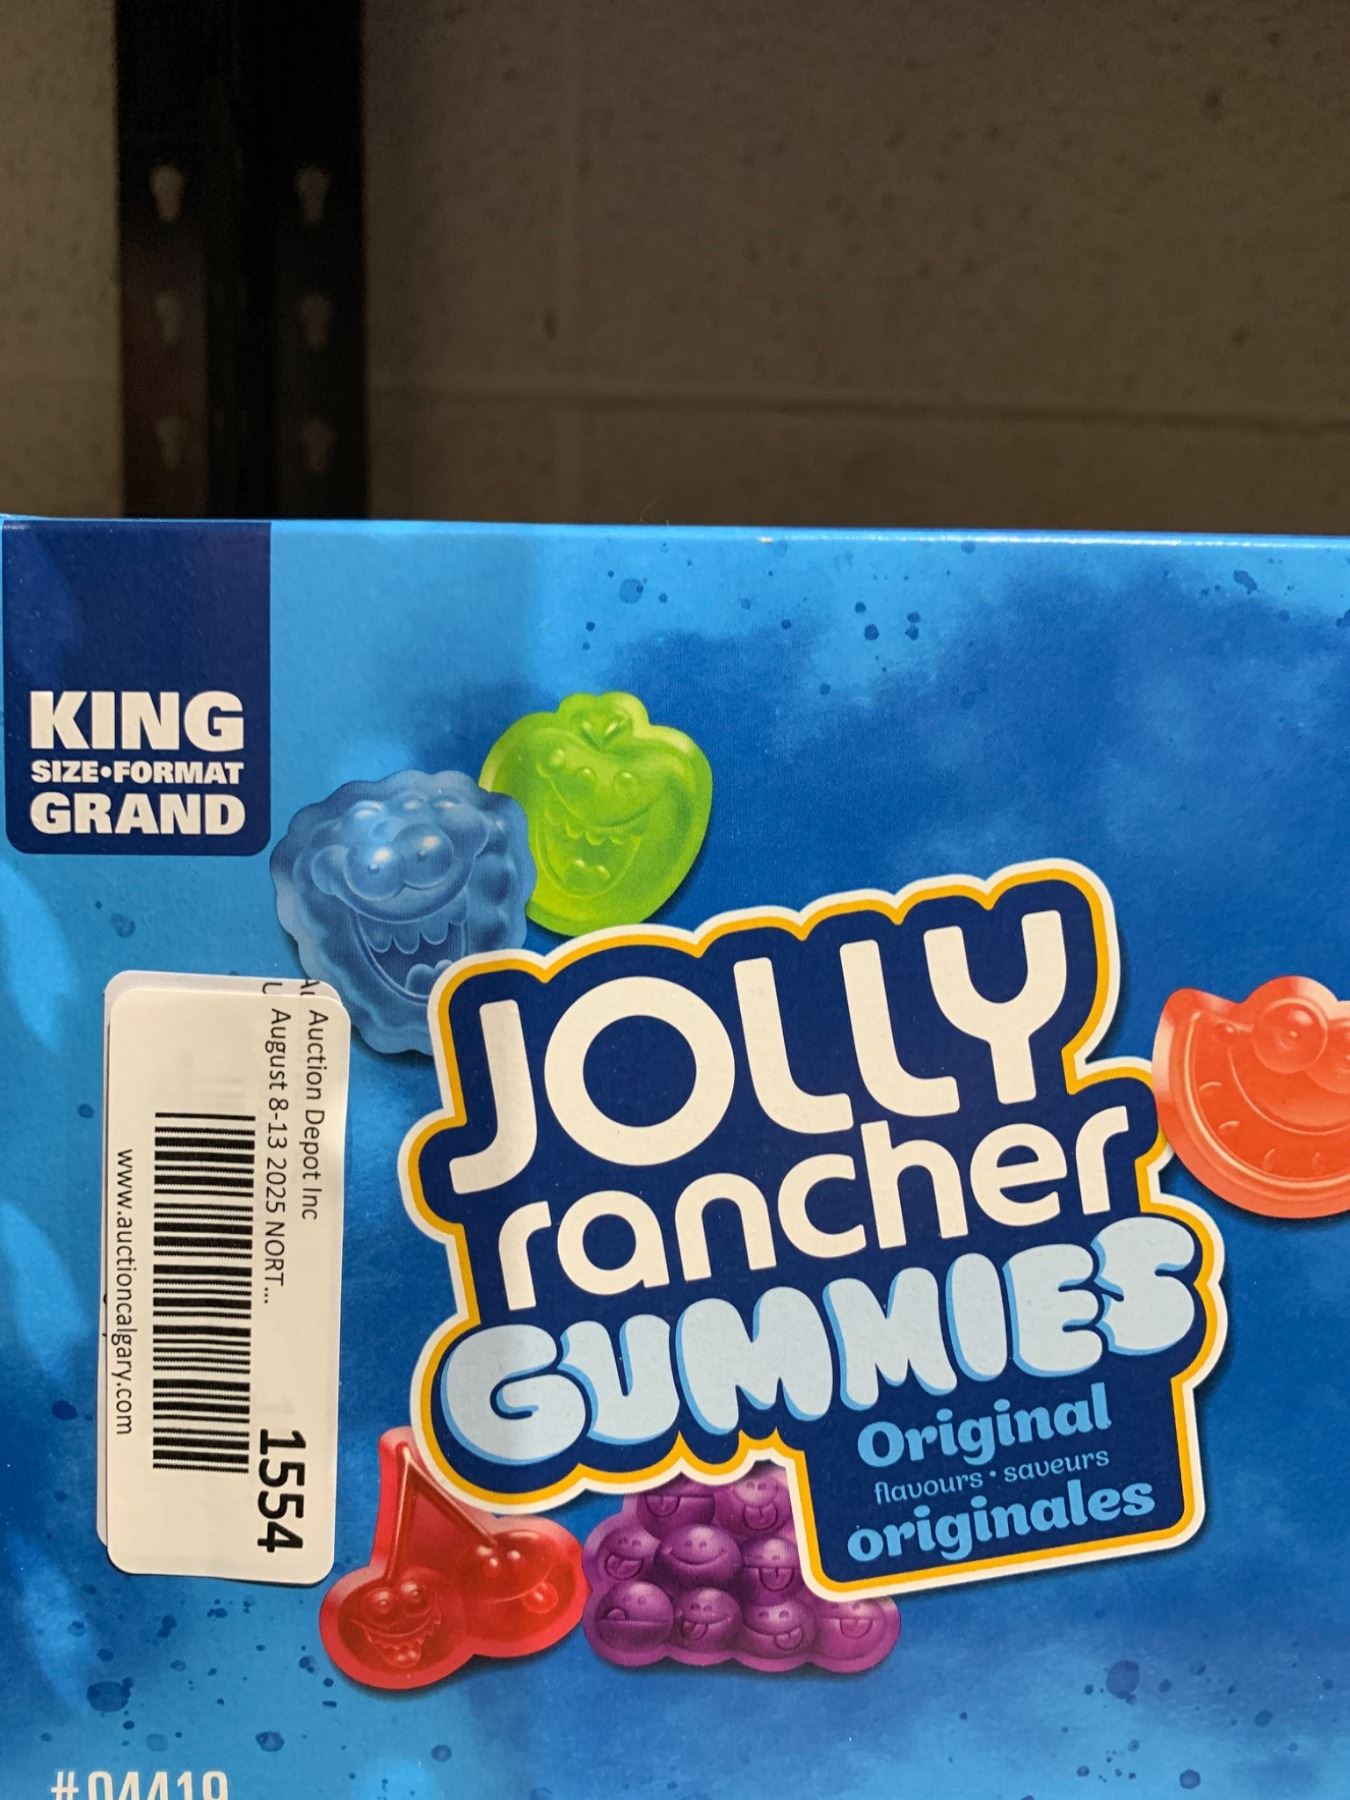 KING
SIZE•FORMAT
GRAND
JOLLY
rancher
GUMMIES
Original
flavours • saveurs
originales
Auction Depot Inc
August 8-13 2025 NORT...
1554
www.auctioncalgary.com
#04419